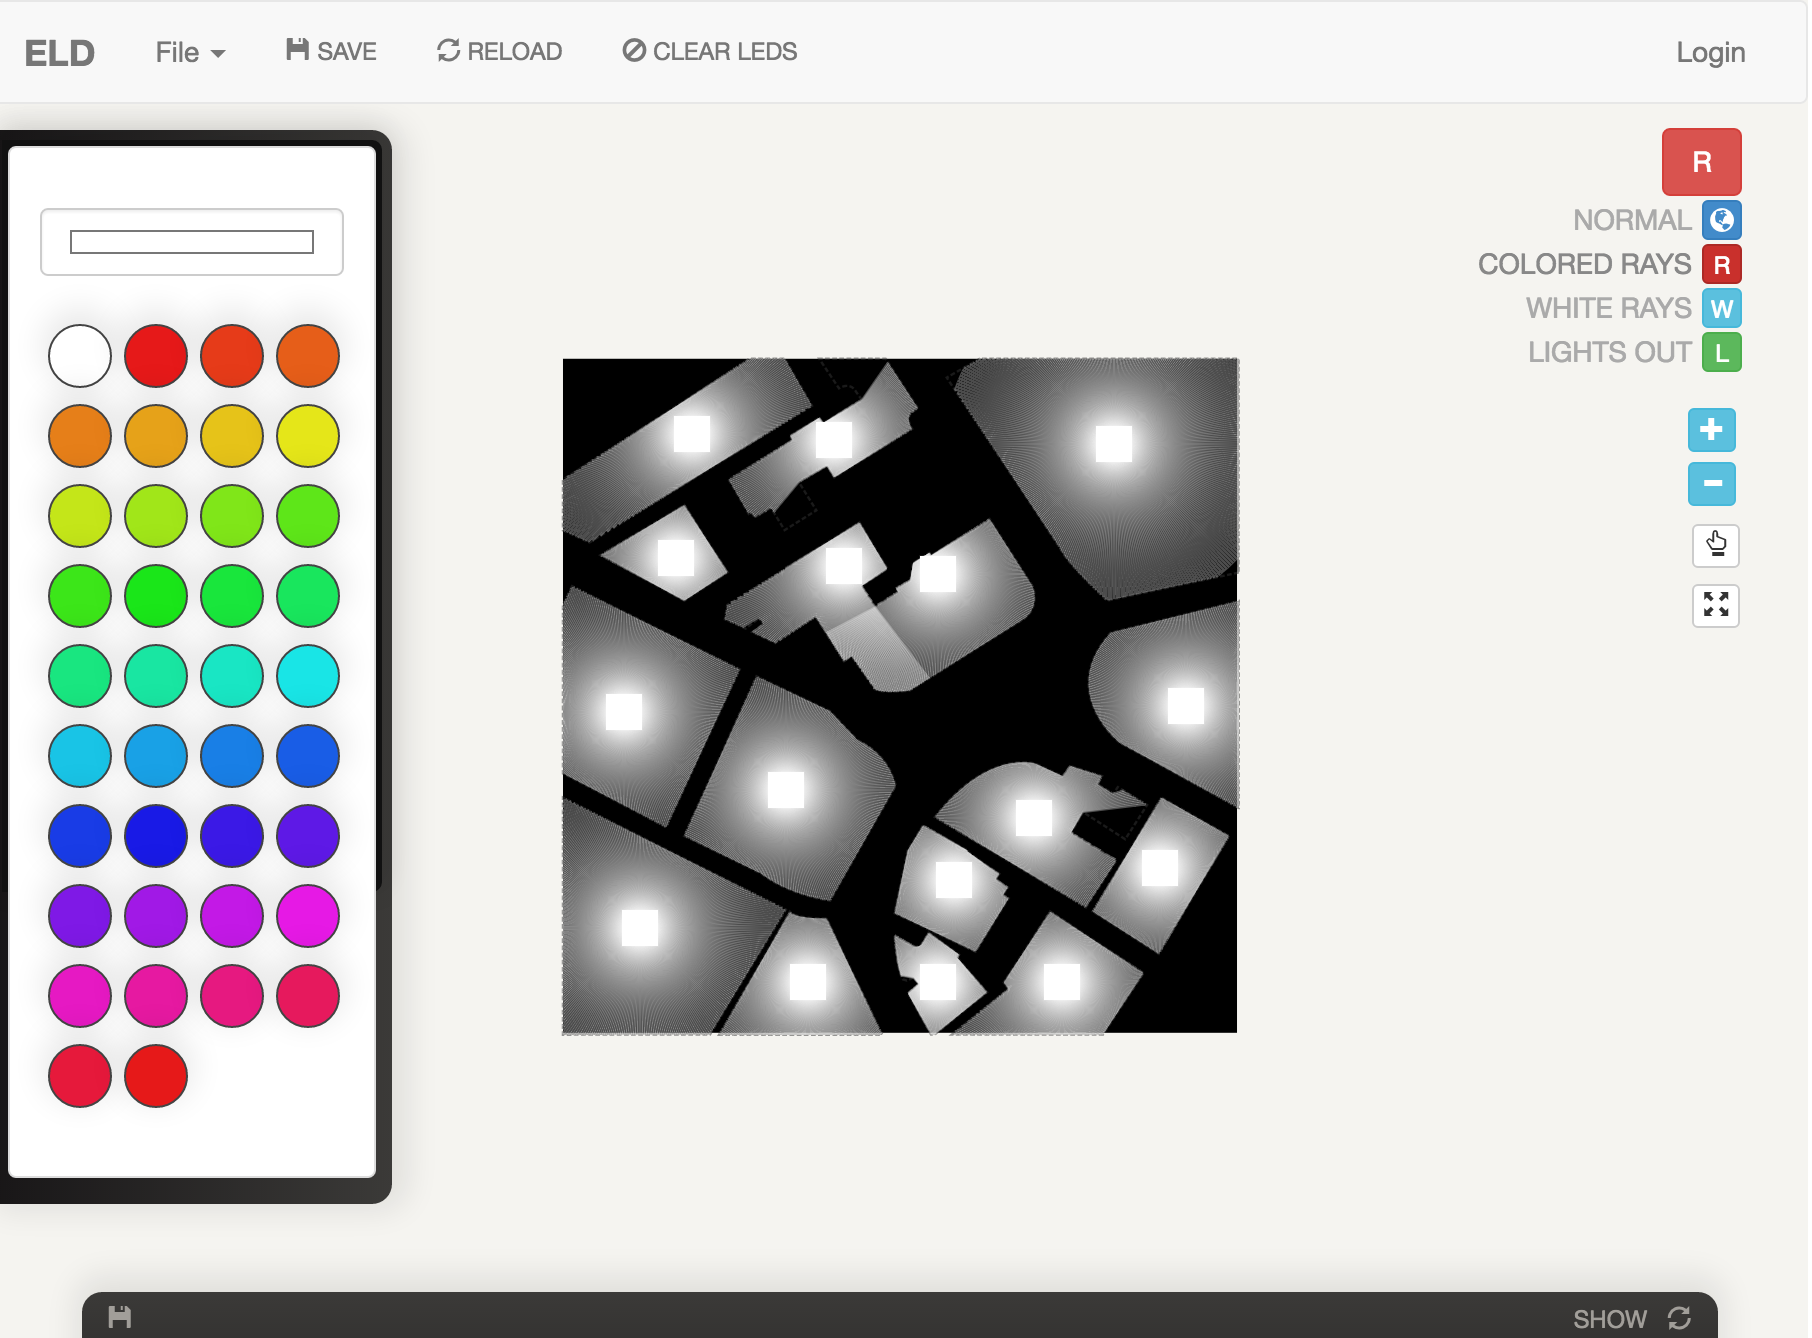 ELD File SAVE RELOAD CLEAR LEDS Login
R
NORMAL
COLORED RAYS R
WHITE RAYS W
LIGHTS OUT L
SHOW